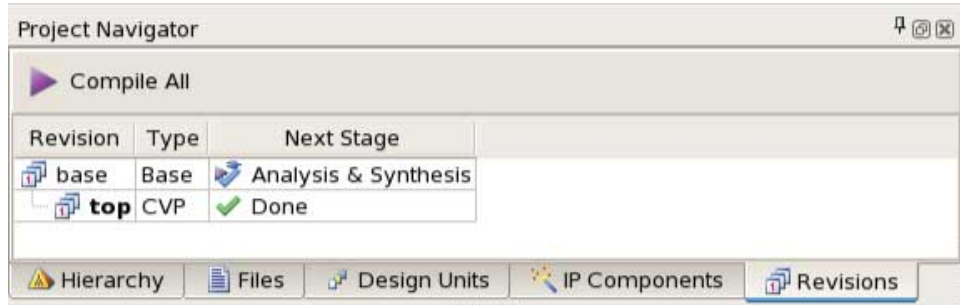 Project Navigator
Compile All
Revision Type Next Stage
base Base Analysis & Synthesis
top CVP Done
Hierarchy Files Design Units IP Components Revisions